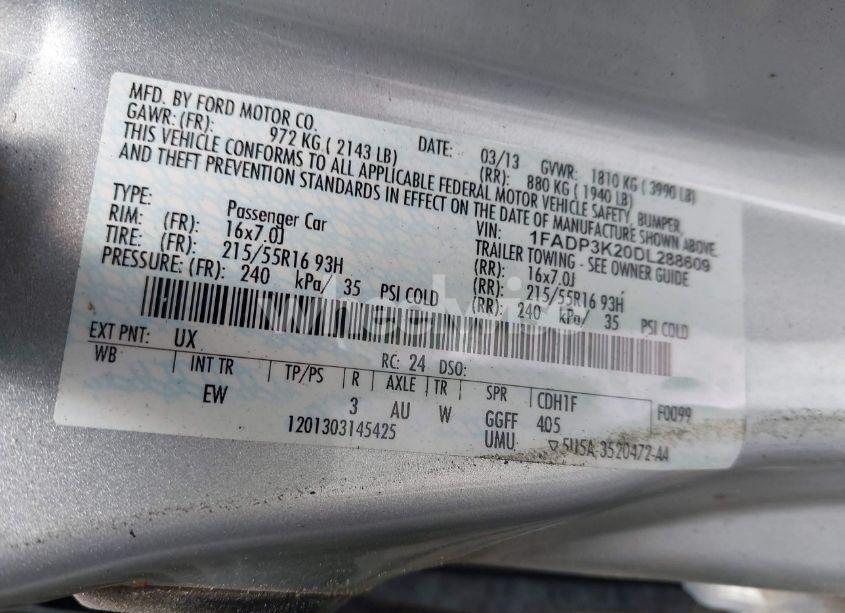 MFD. BY FORD MOTOR CO.
DATE: 03/13 GVWR: 1810 KG ( 3990 LB)
GAWR: (FR): 972 KG ( 2143 LB) (RR): 880 KG ( 1940 LB)
THIS VEHICLE CONFORMS TO ALL APPLICABLE FEDERAL MOTOR VEHICLE SAFETY, BUMPER,
AND THEFT PREVENTION STANDARDS IN EFFECT ON THE DATE OF MANUFACTURE SHOWN ABOVE.
VIN: 1FADP3K20DL288609
TYPE: Passenger Car TRAILER TOWING - SEE OWNER GUIDE
RIM: (FR): 16x7.0J (RR): 16x7.0J
TIRE: (FR): 215/55R16 93H (RR): 215/55R16 93H
PRESSURE: (FR): 240 kPa/ 35 PSI COLD (RR): 240 kPa/ 35 PSI COLD
EXT PNT: UX RC: 24 DSO:
WB INT TR TP/PS R AXLE TR SPR CDH1F F0099
EW 3 AU W GGFF 405
1201303145425 UMU ▽5U5A-3520472-AA